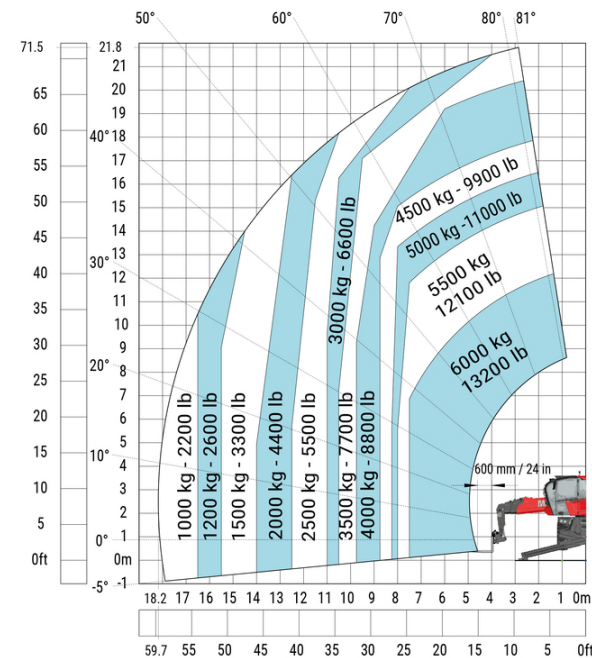 50° 60° 70° 80° 81°
71.5 21.8
21
65 20
19
60 40° 18
55 17
16
50 15
45 14
13
40 30° 12
35 11
10
30 9
25 20° 8
7
20 6
5
15 10° 4
10 3
2
5 0° 1
0ft 0m
-5° -1
1000 kg - 2200 lb
1200 kg - 2600 lb
1500 kg - 3300 lb
2000 kg - 4400 lb
2500 kg - 5500 lb
3000 kg - 6600 lb
3500 kg - 7700 lb
4000 kg - 8800 lb
4500 kg - 9900 lb
5000 kg -11000 lb
5500 kg
12100 lb
6000 kg
13200 lb
600 mm / 24 in
18.2 17 16 15 14 13 12 11 10 9 8 7 6 5 4 3 2 1 0m
59.7 55 50 45 40 35 30 25 20 15 10 5 0ft